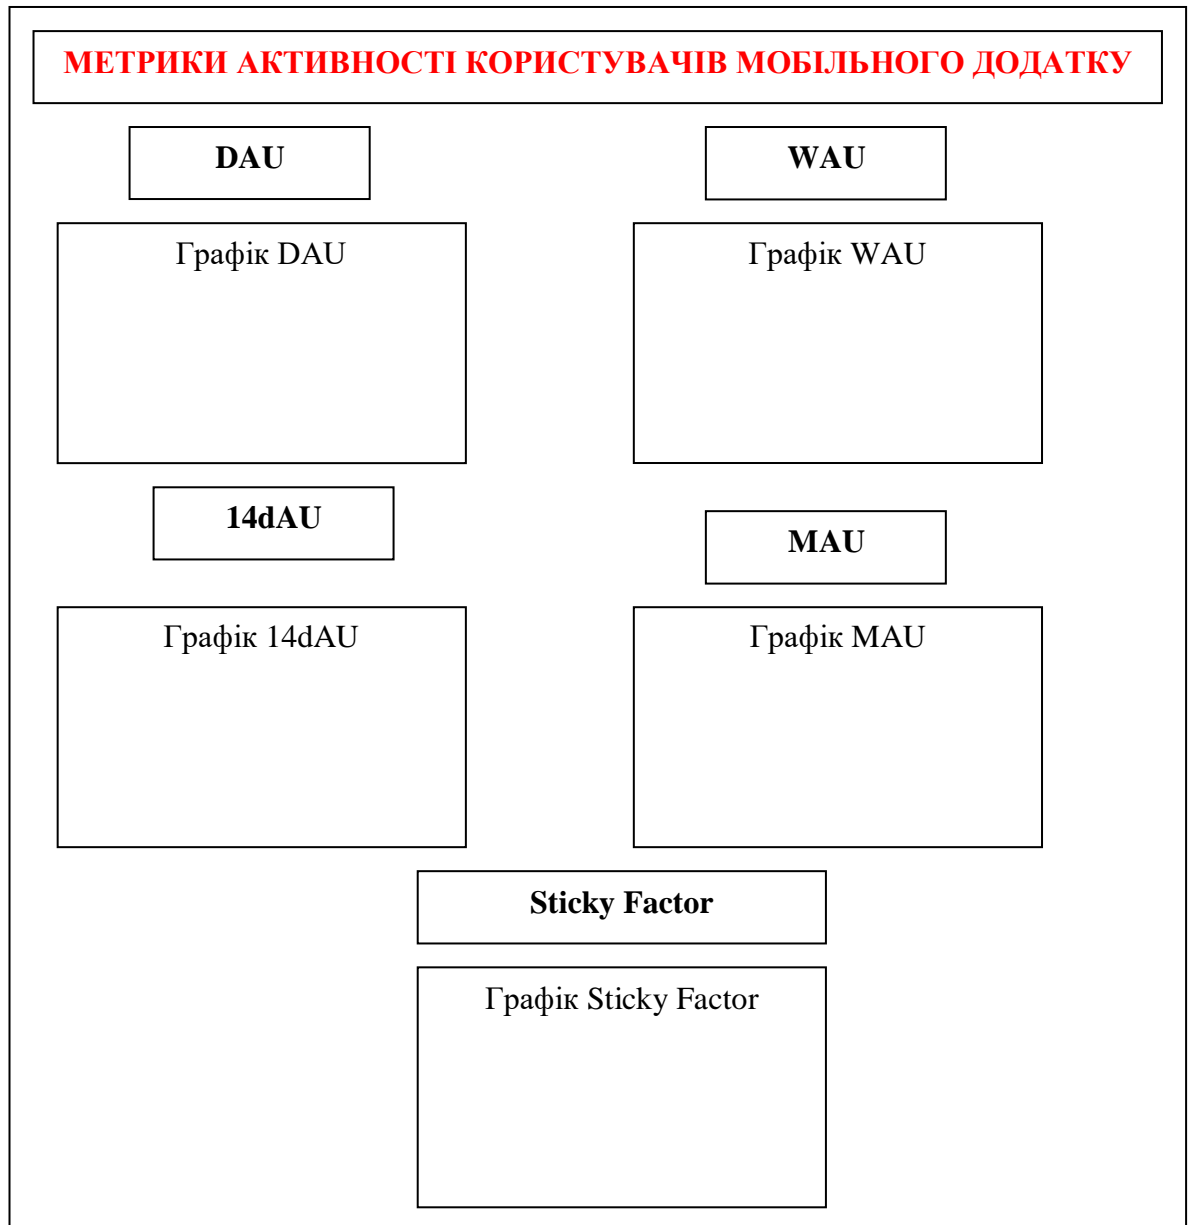 МЕТРИКИ АКТИВНОСТІ КОРИСТУВАЧІВ МОБІЛЬНОГО ДОДАТКУ
DAU
WAU
Графік DAU
Графік WAU
14dAU
MAU
Графік 14dAU
Графік MAU
Sticky Factor
Графік Sticky Factor